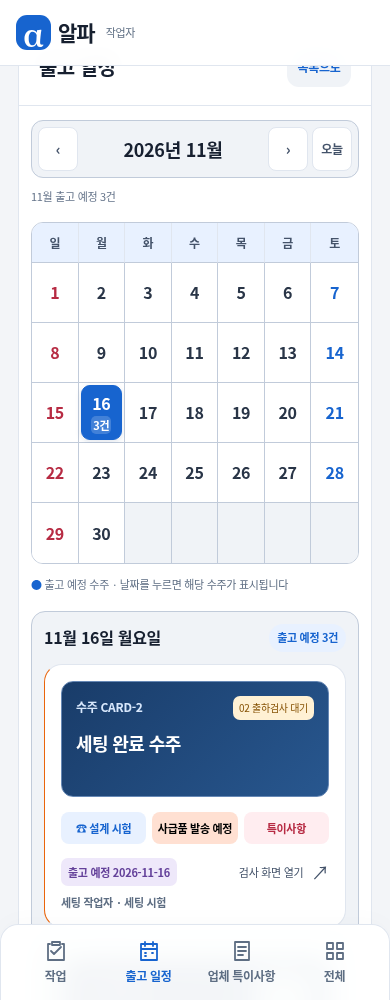 α 알파 작업자
출고 일정 목록으로
‹ 2026년 11월 › 오늘
11월 출고 예정 3건
일 월 화 수 목 금 토
1 2 3 4 5 6 7
8 9 10 11 12 13 14
15 16 17 18 19 20 21
3건
22 23 24 25 26 27 28
29 30
● 출고 예정 수주 · 날짜를 누르면 해당 수주가 표시됩니다
11월 16일 월요일 출고 예정 3건
수주 CARD-2 02 출하검사 대기
세팅 완료 수주
☎ 설계 시험 사급품 발송 예정 특이사항
출고 예정 2026-11-16 검사 화면 열기 ↗
세팅 작업자 · 세팅 시험
작업 출고 일정 업체 특이사항 전체